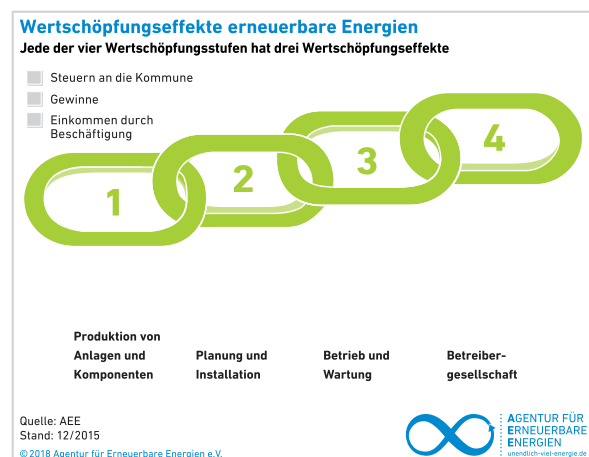 Wertschöpfungseffekte erneuerbare Energien
Jede der vier Wertschöpfungsstufen hat drei Wertschöpfungseffekte
Steuern an die Kommune
Gewinne
Einkommen durch
Beschäftigung
1
2
3
4
Produktion von
Anlagen und
Komponenten
Planung und
Installation
Betrieb und
Wartung
Betreiber-
gesellschaft
Quelle: AEE
Stand: 12/2015
© 2018 Agentur für Erneuerbare Energien e.V.
AGENTUR FÜR
ERNEUERBARE
ENERGIEN
unendlich-viel-energie.de